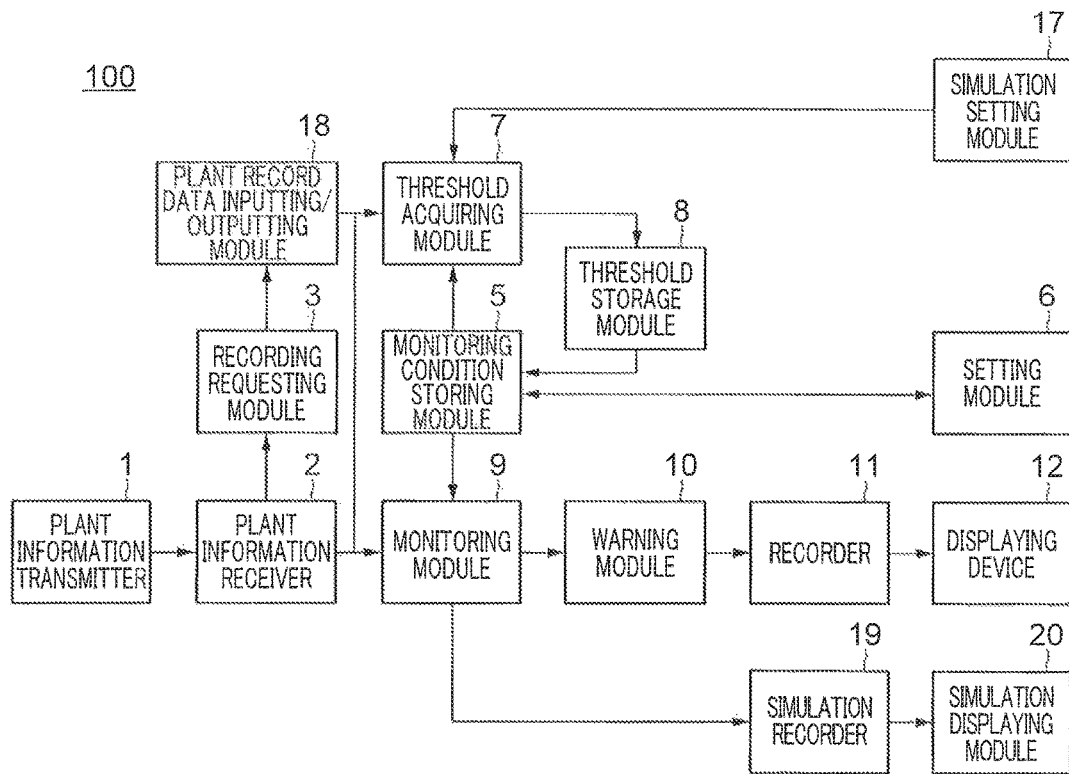 17
100
SIMULATION
SETTING
MODULE
18
7
PLANT RECORD
DATA INPUTTING/
OUTPUTTING
MODULE
THRESHOLD
ACQUIRING
MODULE
8
THRESHOLD
STORAGE
MODULE
3
5
6
RECORDING
REQUESTING
MODULE
MONITORING
CONDITION
STORING
MODULE
SETTING
MODULE
1
2
9
10
11
12
PLANT
INFORMATION
TRANSMITTER
PLANT
INFORMATION
RECEIVER
MONITORING
MODULE
WARNING
MODULE
RECORDER
DISPLAYING
DEVICE
19
20
SIMULATION
RECORDER
SIMULATION
DISPLAYING
MODULE